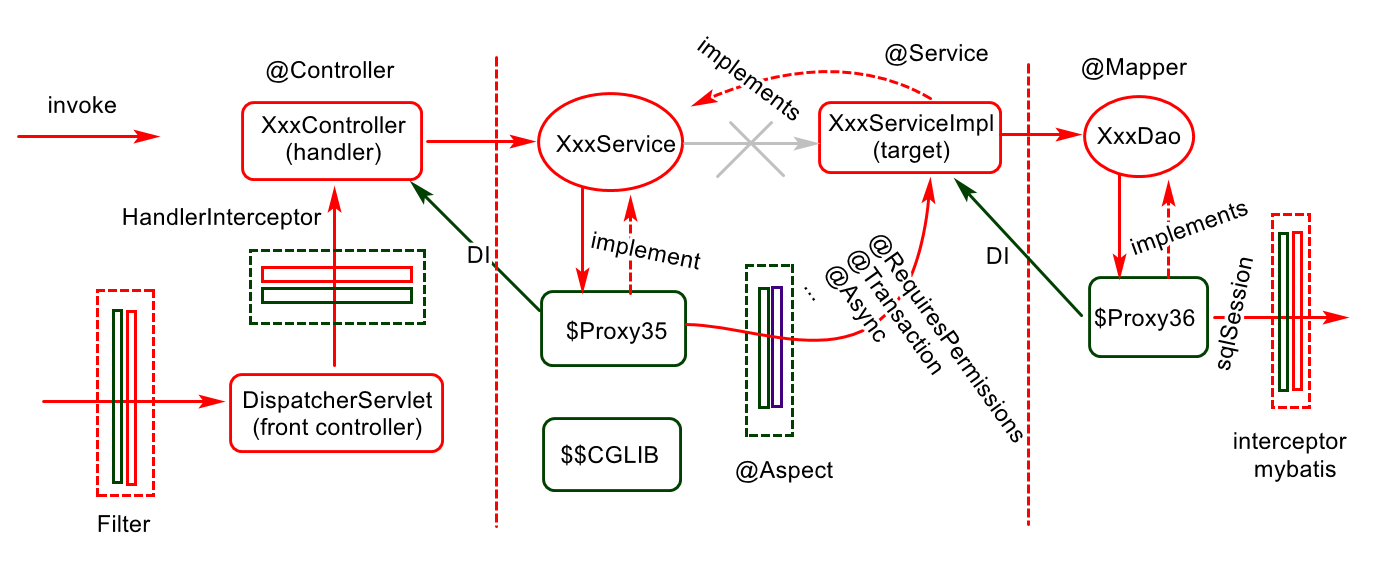 invoke
@Controller
XxxController
(handler)
HandlerInterceptor
DispatcherServlet
(front controller)
Filter
DI
XxxService
implements
@Service
XxxServiceImpl
(target)
implement
$Proxy35
$$CGLIB
...
@Aspect
@RequiresPermissions
@Transaction
@Async
DI
@Mapper
XxxDao
implements
$Proxy36
sqlSession
interceptor
mybatis